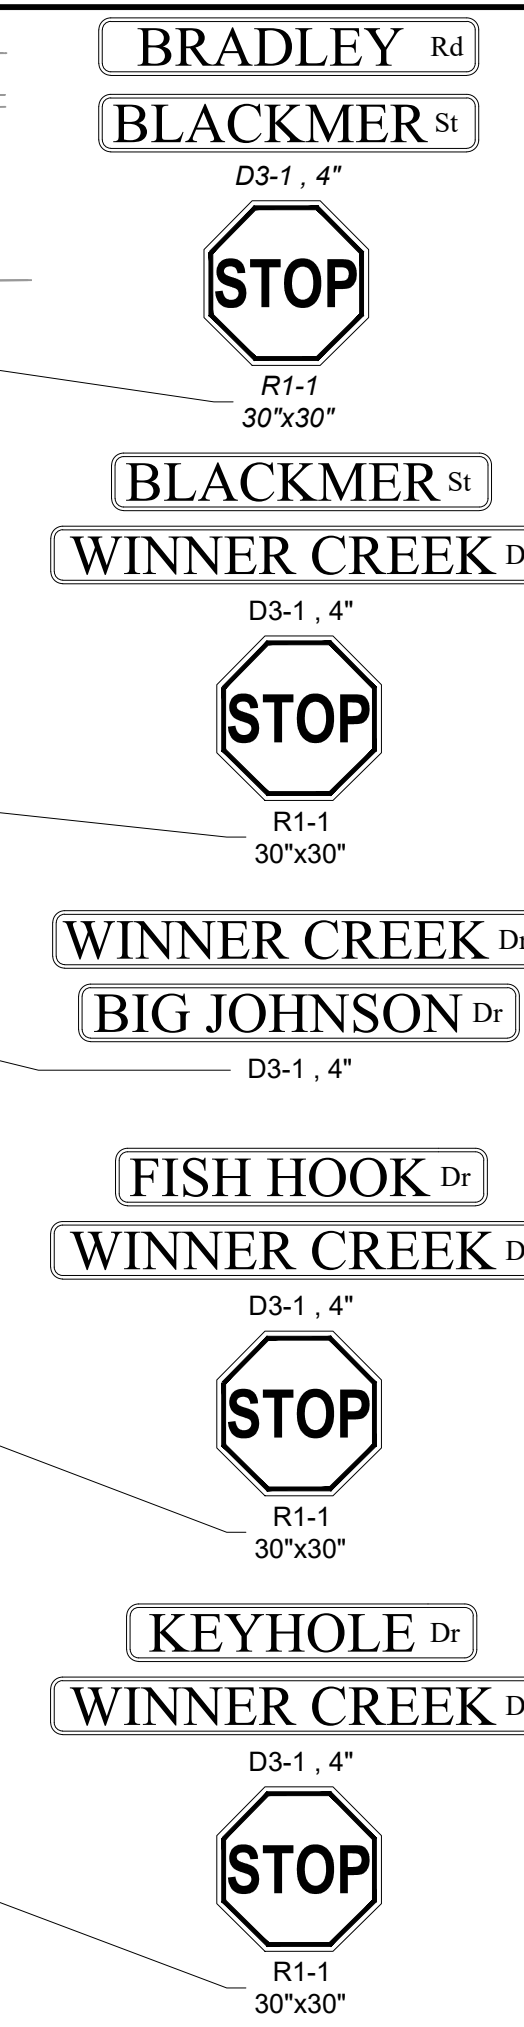 BRADLEY Rd
BLACKMER St
D3-1 , 4"
STOP
R1-1
30"x30"
BLACKMER St
WINNER CREEK D
D3-1 , 4"
STOP
R1-1
30"x30"
WINNER CREEK Dr
BIG JOHNSON Dr
D3-1 , 4"
FISH HOOK Dr
WINNER CREEK D
D3-1 , 4"
STOP
R1-1
30"x30"
KEYHOLE Dr
WINNER CREEK D
D3-1 , 4"
STOP
R1-1
30"x30"